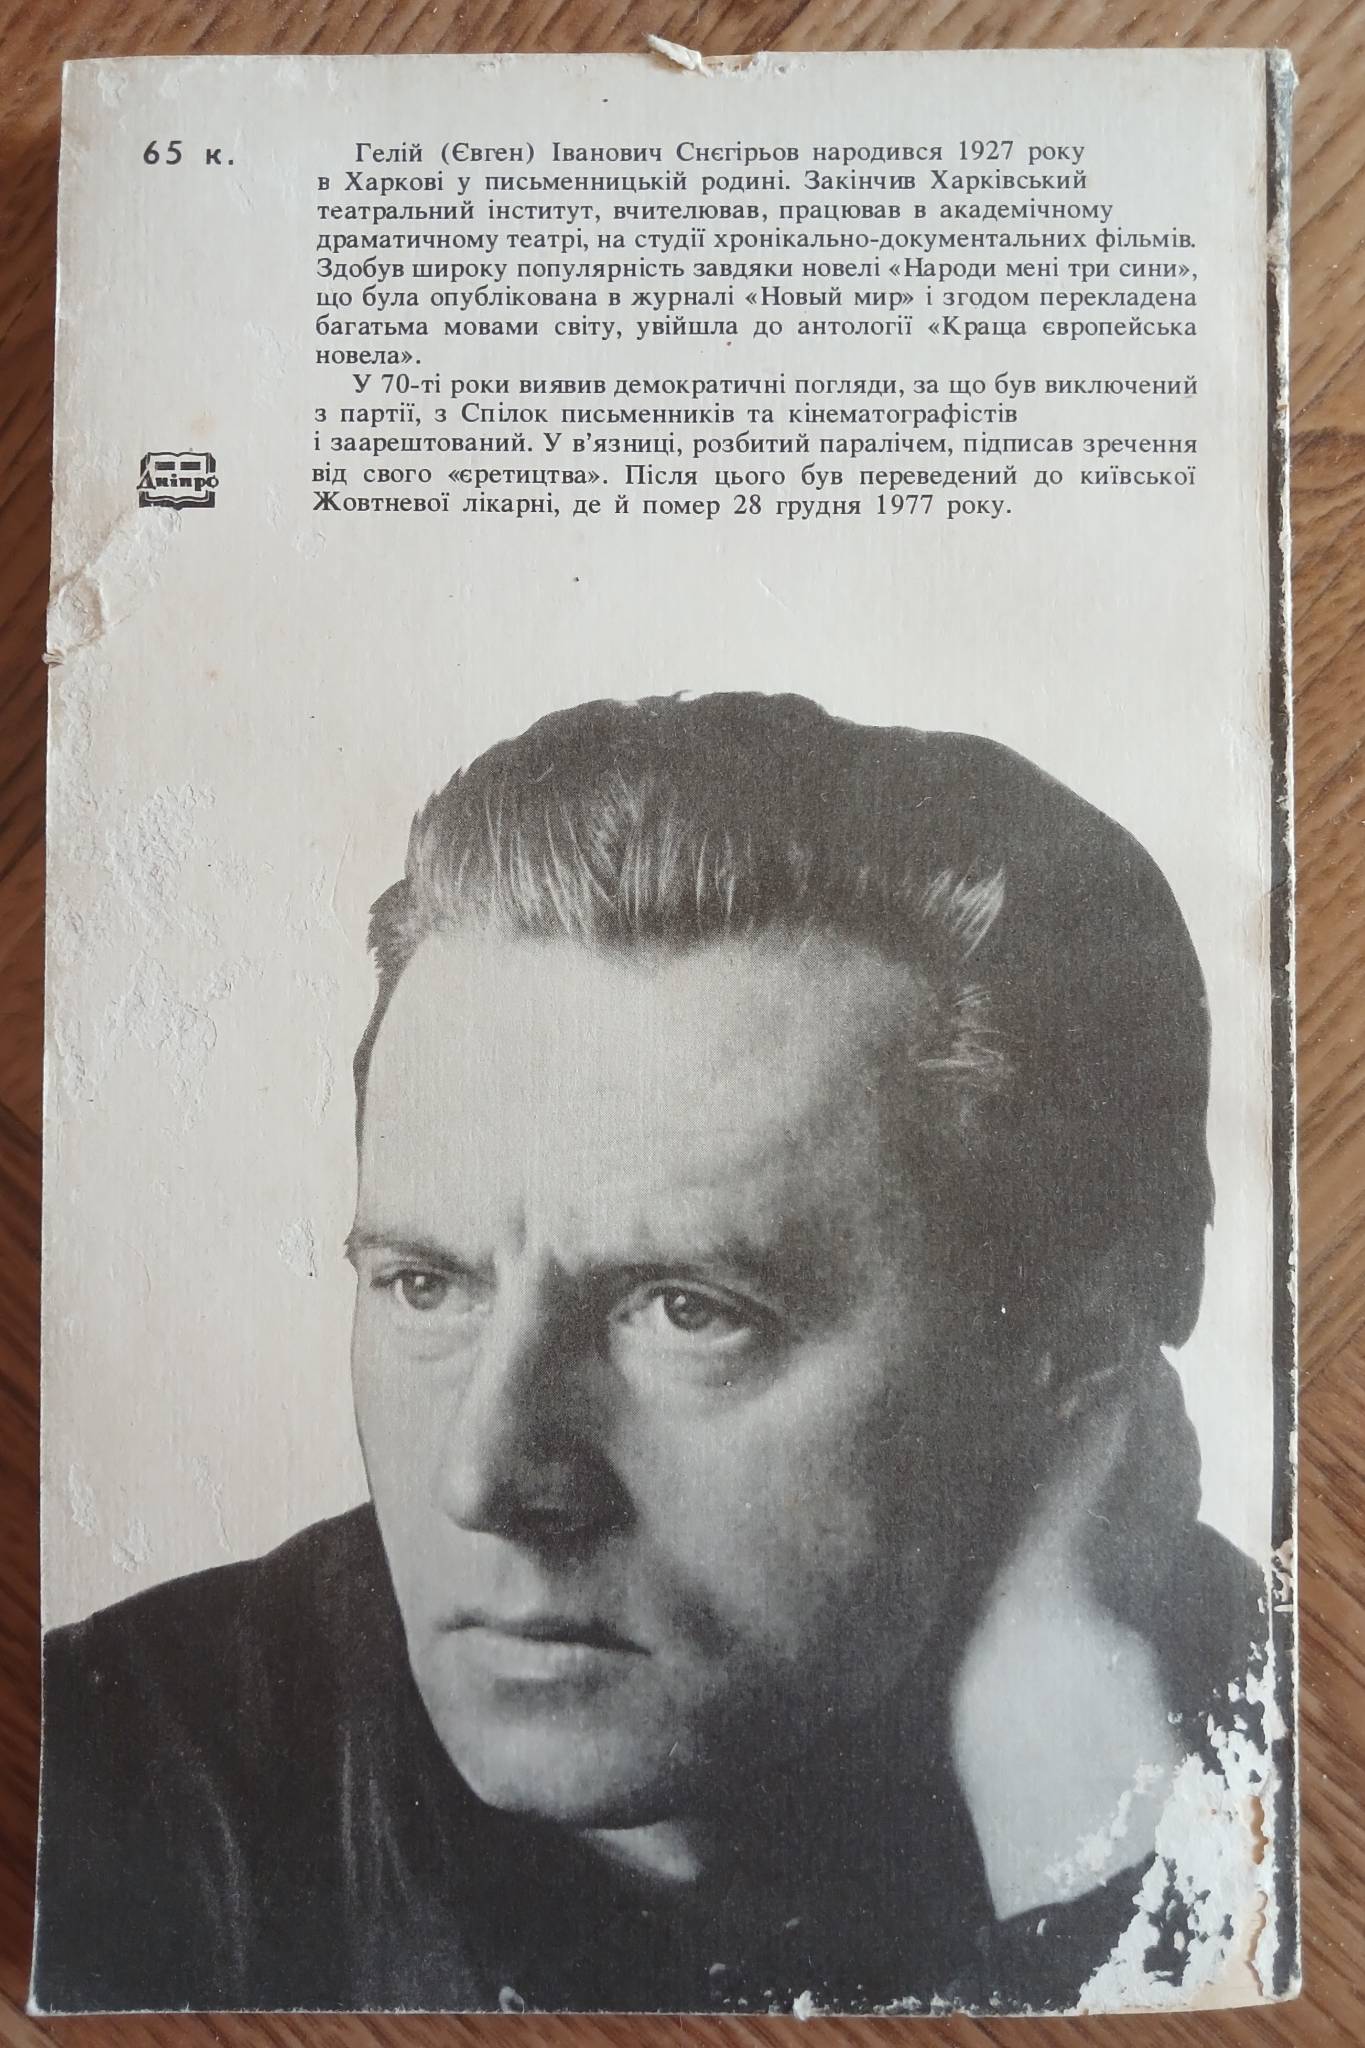 65 к.
Гелій (Євген) Іванович Снєгірьов народився 1927 року
в Харкові у письменницькій родині. Закінчив Харківський
театральний інститут, вчителював, працював в академічному
драматичному театрі, на студії хронікально-документальних фільмів.
Здобув широку популярність завдяки новелі «Народи мені три сини»,
що була опублікована в журналі «Новый мир» і згодом перекладена
багатьма мовами світу, увійшла до антології «Краща європейська
новела».
У 70-ті роки виявив демократичні погляди, за що був виключений
з партії, з Спілок письменників та кінематографістів
і заарештований. У в’язниці, розбитий паралічем, підписав зречення
від свого «єретицтва». Після цього був переведений до київської
Жовтневої лікарні, де й помер 28 грудня 1977 року.
Дніпро